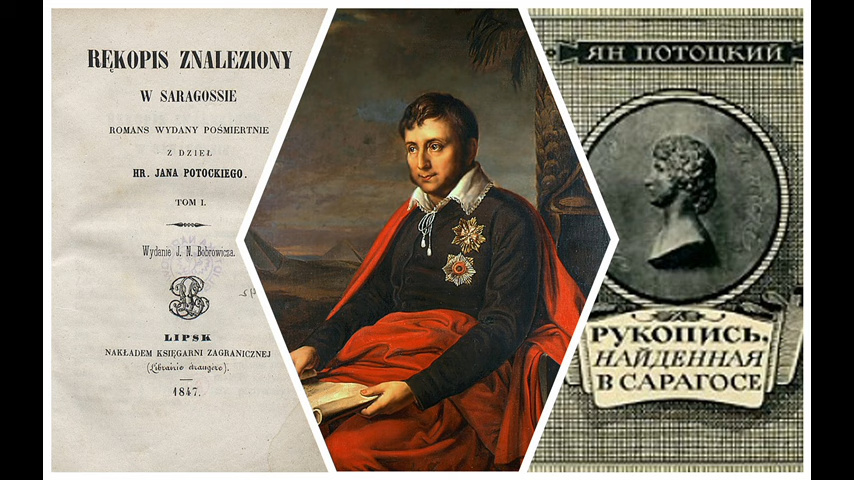 RĘKOPIS ZNALEZIONY
W SARAGOSSIE
ROMANS WYDANY POŚMIERTNIE
Z DZIEŁ
HR. JANA POTOCKIEGO.
TOM I.
Wydanie J. N. Bobrowicza.
LIPSK
NAKŁADEM KSIĘGARNI ZAGRANICZNEJ
(Librairie étrangère).
1847.
ЯН ПОТОЦКИЙ
РУКОПИСЬ,
НАЙДЕННАЯ
В САРАГОСЕ